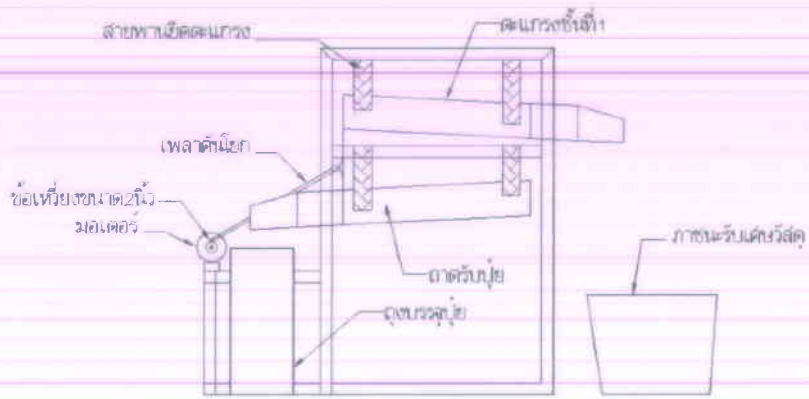 สายพานยึดตะแกรง
ตะแกรงชั้นที่1
เพลาคันโยก
ข้อเหวี่ยงขนาด2นิ้ว
มอเตอร์
ภาชนะรับเศษวัสดุ
ถาดรับปุ๋ย
ถุงบรรจุปุ๋ย